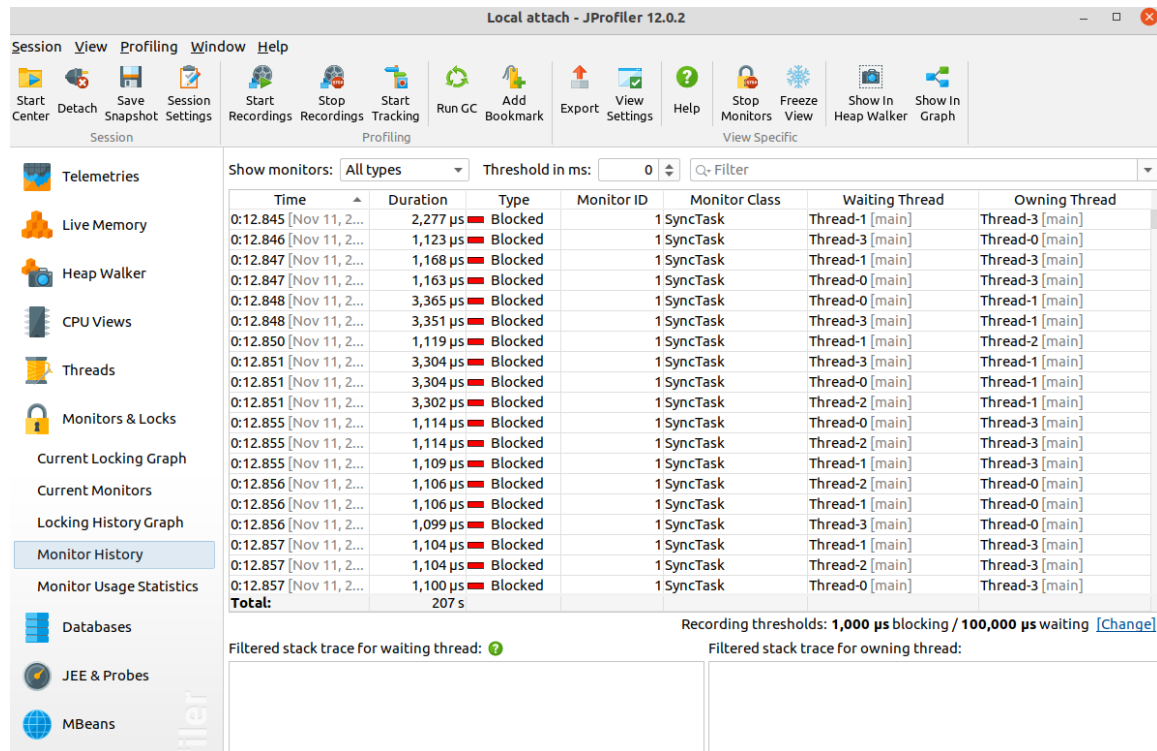 Local attach - JProfiler 12.0.2
Session View Profiling Window Help
Start Center
Detach
Save Snapshot
Session Settings
Start Recordings
Stop Recordings
Start Tracking
Run GC
Add Bookmark
Export
View Settings
Help
Stop Monitors
Freeze View
Show In Heap Walker
Show In Graph
Session Profiling View Specific
Telemetries
Live Memory
Heap Walker
CPU Views
Threads
Monitors & Locks
Current Locking Graph
Current Monitors
Locking History Graph
Monitor History
Monitor Usage Statistics
Databases
JEE & Probes
MBeans
Show monitors: All types Threshold in ms: 0 Filter
Time Duration Type Monitor ID Monitor Class Waiting Thread Owning Thread
0:12.845 [Nov 11, 2... 2,277 µs Blocked 1 SyncTask Thread-1 [main] Thread-3 [main]
0:12.846 [Nov 11, 2... 1,123 µs Blocked 1 SyncTask Thread-3 [main] Thread-0 [main]
0:12.847 [Nov 11, 2... 1,168 µs Blocked 1 SyncTask Thread-1 [main] Thread-3 [main]
0:12.847 [Nov 11, 2... 1,163 µs Blocked 1 SyncTask Thread-0 [main] Thread-3 [main]
0:12.848 [Nov 11, 2... 3,365 µs Blocked 1 SyncTask Thread-0 [main] Thread-1 [main]
0:12.848 [Nov 11, 2... 3,351 µs Blocked 1 SyncTask Thread-3 [main] Thread-1 [main]
0:12.850 [Nov 11, 2... 1,119 µs Blocked 1 SyncTask Thread-1 [main] Thread-2 [main]
0:12.851 [Nov 11, 2... 3,304 µs Blocked 1 SyncTask Thread-3 [main] Thread-1 [main]
0:12.851 [Nov 11, 2... 3,304 µs Blocked 1 SyncTask Thread-0 [main] Thread-1 [main]
0:12.851 [Nov 11, 2... 3,302 µs Blocked 1 SyncTask Thread-2 [main] Thread-1 [main]
0:12.855 [Nov 11, 2... 1,114 µs Blocked 1 SyncTask Thread-0 [main] Thread-3 [main]
0:12.855 [Nov 11, 2... 1,114 µs Blocked 1 SyncTask Thread-2 [main] Thread-3 [main]
0:12.855 [Nov 11, 2... 1,109 µs Blocked 1 SyncTask Thread-1 [main] Thread-3 [main]
0:12.856 [Nov 11, 2... 1,106 µs Blocked 1 SyncTask Thread-2 [main] Thread-0 [main]
0:12.856 [Nov 11, 2... 1,106 µs Blocked 1 SyncTask Thread-1 [main] Thread-0 [main]
0:12.856 [Nov 11, 2... 1,099 µs Blocked 1 SyncTask Thread-3 [main] Thread-0 [main]
0:12.857 [Nov 11, 2... 1,104 µs Blocked 1 SyncTask Thread-1 [main] Thread-3 [main]
0:12.857 [Nov 11, 2... 1,104 µs Blocked 1 SyncTask Thread-2 [main] Thread-3 [main]
0:12.857 [Nov 11, 2... 1,100 µs Blocked 1 SyncTask Thread-0 [main] Thread-3 [main]
Total: 207 s
Recording thresholds: 1,000 µs blocking / 100,000 µs waiting [Change]
Filtered stack trace for waiting thread: Filtered stack trace for owning thread: